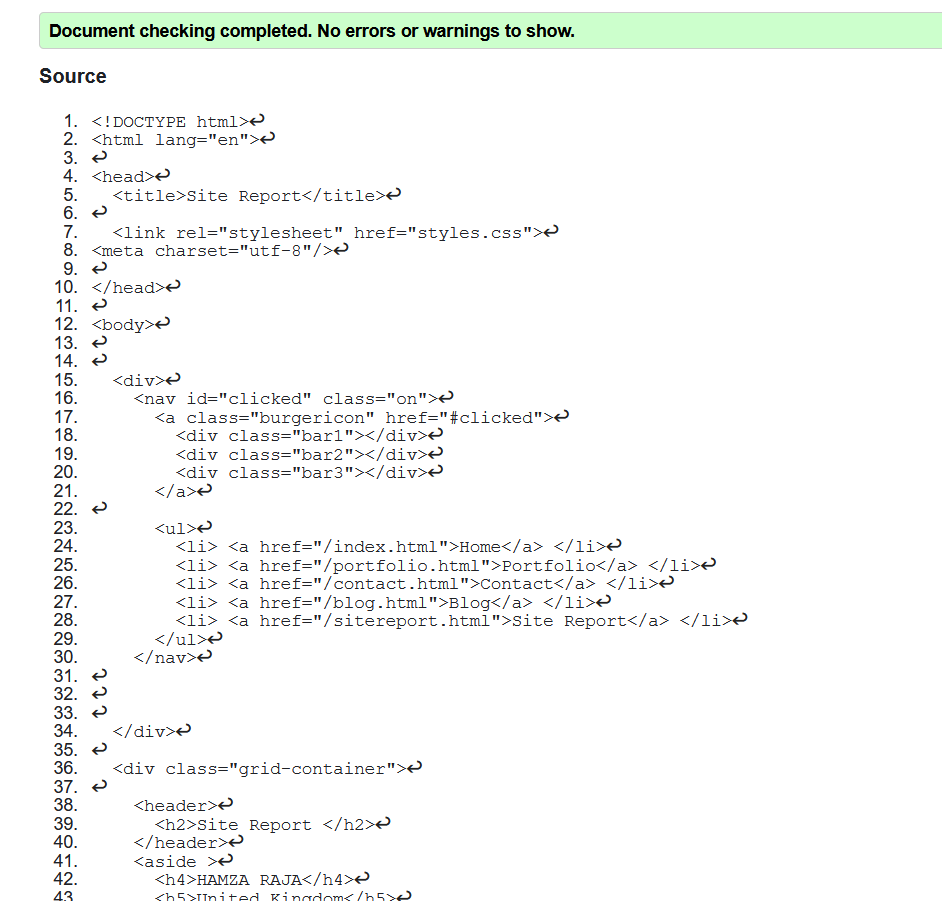 Document checking completed. No errors or warnings to show.
Source
1. <!DOCTYPE html>↩
2. <html lang="en">↩
3. ↩
4. <head>↩
5.   <title>Site Report</title>↩
6. ↩
7.   <link rel="stylesheet" href="styles.css">↩
8. <meta charset="utf-8"/>↩
9. ↩
10. </head>↩
11. ↩
12. <body>↩
13. ↩
14. ↩
15.   <div>↩
16.     <nav id="clicked" class="on">↩
17.       <a class="burgericon" href="#clicked">↩
18.         <div class="bar1"></div>↩
19.         <div class="bar2"></div>↩
20.         <div class="bar3"></div>↩
21.       </a>↩
22. ↩
23.       <ul>↩
24.         <li> <a href="/index.html">Home</a> </li>↩
25.         <li> <a href="/portfolio.html">Portfolio</a> </li>↩
26.         <li> <a href="/contact.html">Contact</a> </li>↩
27.         <li> <a href="/blog.html">Blog</a> </li>↩
28.         <li> <a href="/sitereport.html">Site Report</a> </li>↩
29.       </ul>↩
30.     </nav>↩
31. ↩
32. ↩
33. ↩
34.   </div>↩
35. ↩
36.   <div class="grid-container">↩
37. ↩
38.     <header>↩
39.       <h2>Site Report </h2>↩
40.     </header>↩
41.     <aside >↩
42.       <h4>HAMZA RAJA</h4>↩
43.       <h5>United Kingdom</h5>↩